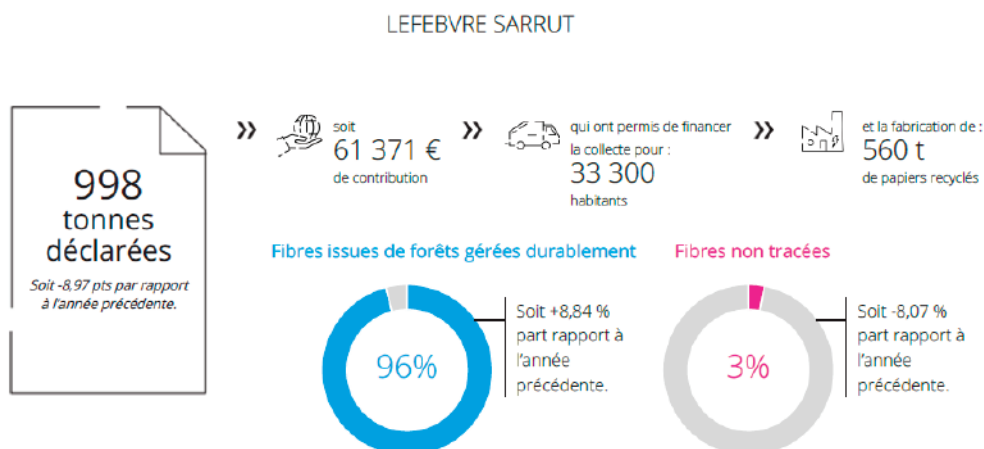 LEFEBVRE SARRUT
998
tonnes
déclarées
Soit -8,97 pts par rapport
à l'année précédente.
soit
61 371 €
de contribution
qui ont permis de financer
la collecte pour :
33 300
habitants
et la fabrication de :
560 t
de papiers recyclés
Fibres issues de forêts gérées durablement
96%
Soit +8,84 %
part rapport à
l'année
précédente.
Fibres non tracées
3%
Soit -8,07 %
part rapport à
l'année
précédente.